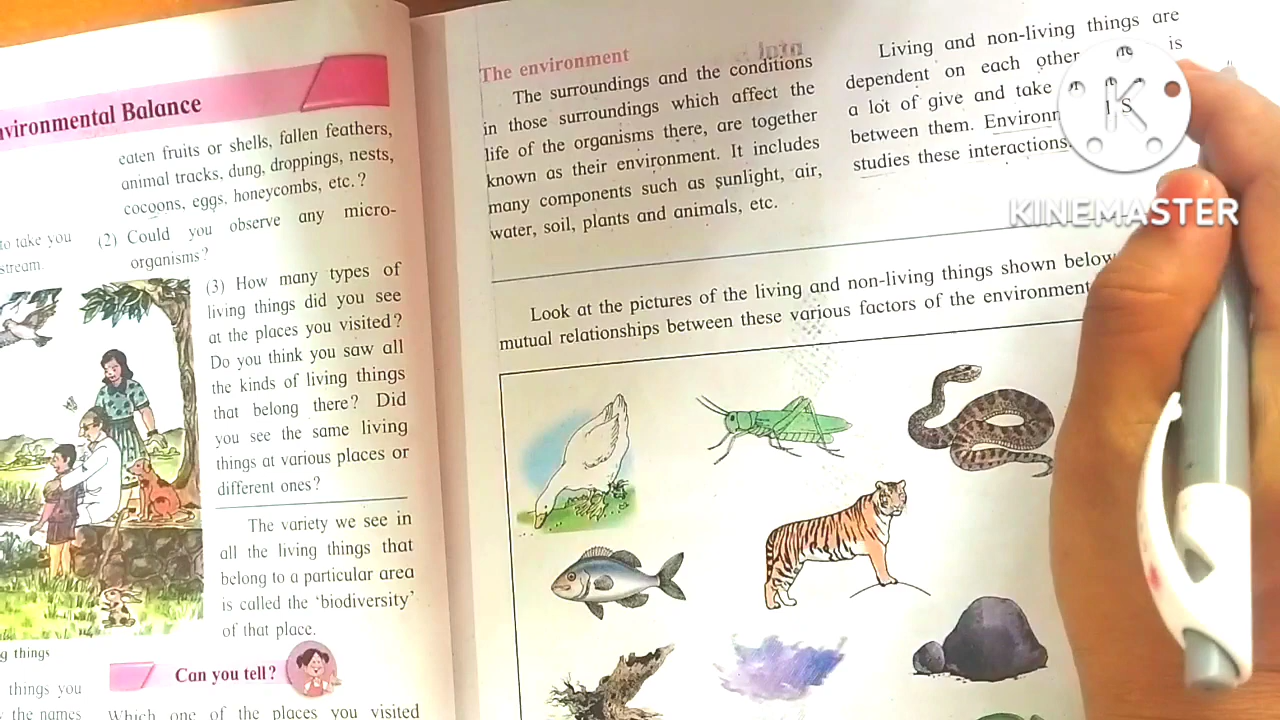 nvironmental Balance
eaten fruits or shells, fallen feathers,
animal tracks, dung, droppings, nests,
cocoons, eggs, honeycombs, etc.?
to take you
stream.
(2) Could you observe any micro-
organisms?
(3) How many types of
living things did you see
at the places you visited?
Do you think you saw all
the kinds of living things
that belong there? Did
you see the same living
things at various places or
different ones?
The variety we see in
all the living things that
belong to a particular area
is called the ‘biodiversity’
of that place.
g things
things you
the names
Can you tell?
Which one of the places you visited
The environment
The surroundings and the conditions
in those surroundings which affect the
life of the organisms there, are together
known as their environment. It includes
many components such as sunlight, air,
water, soil, plants and animals, etc.
Living and non-living things are
dependent on each other is
a lot of give and take
between them. Environ
studies these interactions.
Look at the pictures of the living and non-living things shown below
mutual relationships between these various factors of the environment
K
KINEMASTER